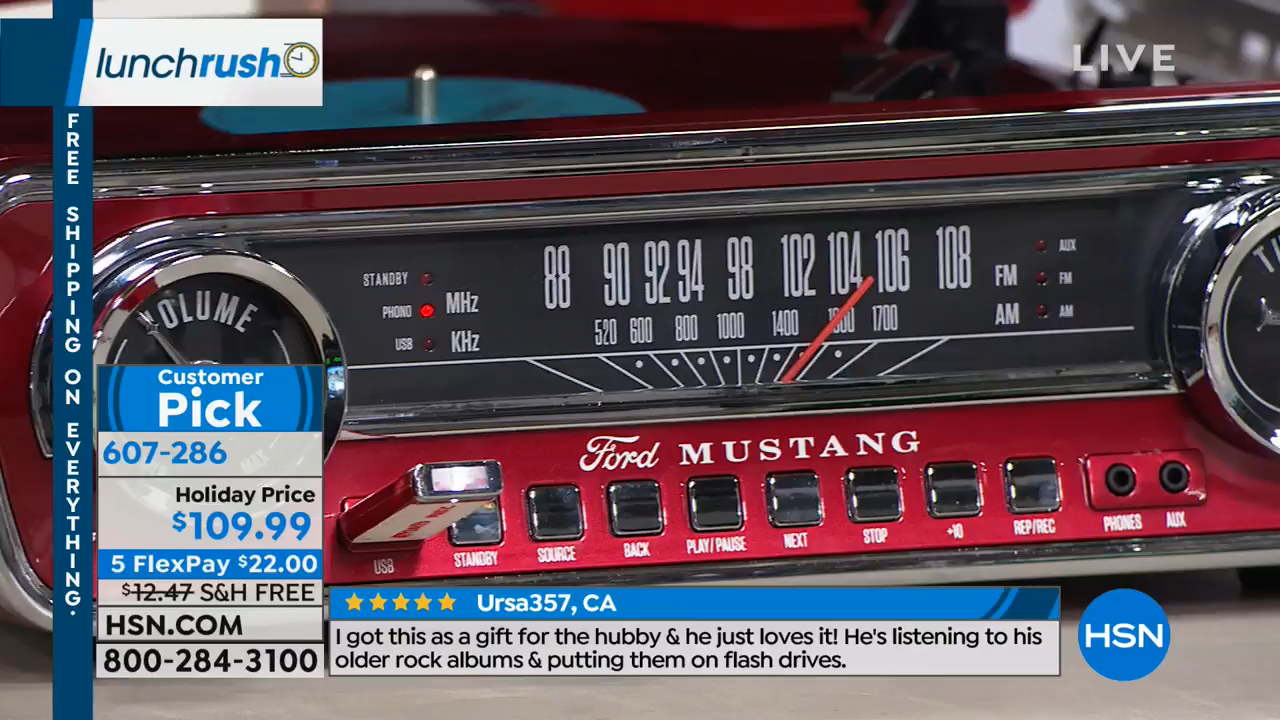 lunchrush
LIVE
FREE SHIPPING ON EVERYTHING.
VOLUME
STANDBY
PHONO
USB
MHz
KHz
88 90 92 94 98 102 104 106 108
520 600 800 1000 1400 1600 1700
FM
AM
AUX
FM
AM
Ford MUSTANG
USB
STANDBY
SOURCE
BACK
PLAY/PAUSE
NEXT
STOP
+10
REP/REC
PHONES
AUX
Customer
Pick
607-286
Holiday Price
$109.99
5 FlexPay $22.00
$12.47 S&H FREE
HSN.COM
800-284-3100
Ursa357, CA
I got this as a gift for the hubby & he just loves it! He's listening to his
older rock albums & putting them on flash drives.
HSN